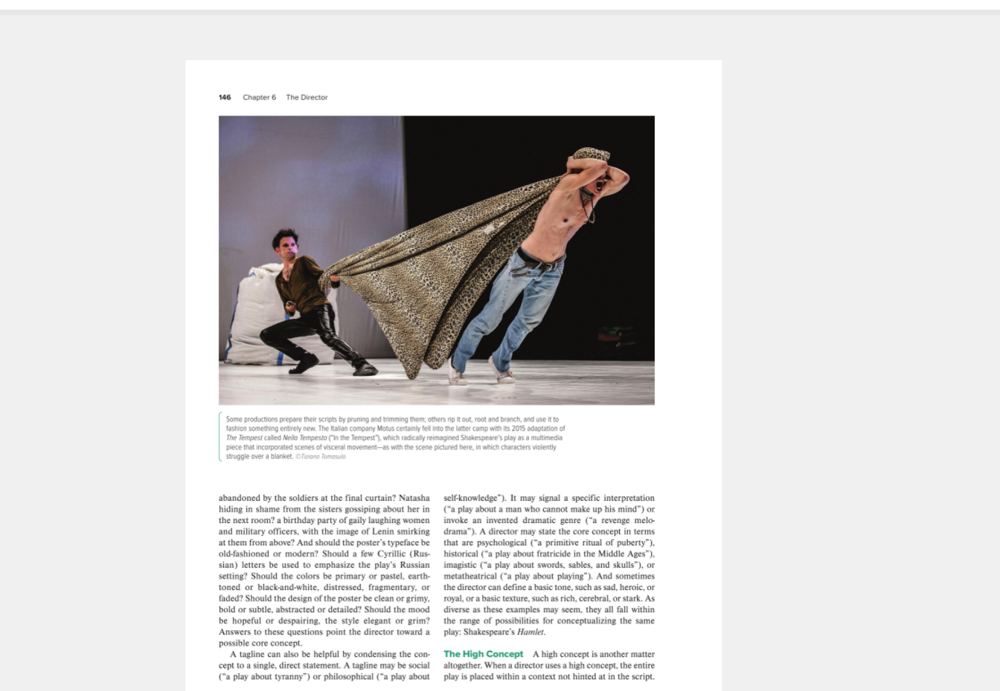 146 Chapter 6 The Director
Some productions prepare their scripts by pruning and trimming them; others rip it out, root and branch, and use it to
fashion something entirely new. The Italian company Motus certainly fell into the latter camp with its 2015 adaptation of
The Tempest called Nella Tempesta ("In the Tempest"), which radically reimagined Shakespeare's play as a multimedia
piece that incorporated scenes of visceral movement—as with the scene pictured here, in which characters violently
struggle over a blanket. ©Tiziana Tomasulo
abandoned by the soldiers at the final curtain? Natasha
hiding in shame from the sisters gossiping about her in
the next room? a birthday party of gaily laughing women
and military officers, with the image of Lenin smirking
at them from above? And should the poster's typeface be
old-fashioned or modern? Should a few Cyrillic (Rus-
sian) letters be used to emphasize the play's Russian
setting? Should the colors be primary or pastel, earth-
toned or black-and-white, distressed, fragmentary, or
faded? Should the design of the poster be clean or grimy,
bold or subtle, abstracted or detailed? Should the mood
be hopeful or despairing, the style elegant or grim?
Answers to these questions point the director toward a
possible core concept.
A tagline can also be helpful by condensing the con-
cept to a single, direct statement. A tagline may be social
("a play about tyranny") or philosophical ("a play about
self-knowledge"). It may signal a specific interpretation
("a play about a man who cannot make up his mind") or
invoke an invented dramatic genre ("a revenge melo-
drama"). A director may state the core concept in terms
that are psychological ("a primitive ritual of puberty"),
historical ("a play about fratricide in the Middle Ages"),
imagistic ("a play about swords, sables, and skulls"), or
metatheatrical ("a play about playing"). And sometimes
the director can define a basic tone, such as sad, heroic, or
royal, or a basic texture, such as rich, cerebral, or stark. As
diverse as these examples may seem, they all fall within
the range of possibilities for conceptualizing the same
play: Shakespeare's Hamlet.
The High Concept A high concept is another matter
altogether. When a director uses a high concept, the entire
play is placed within a context not hinted at in the script.